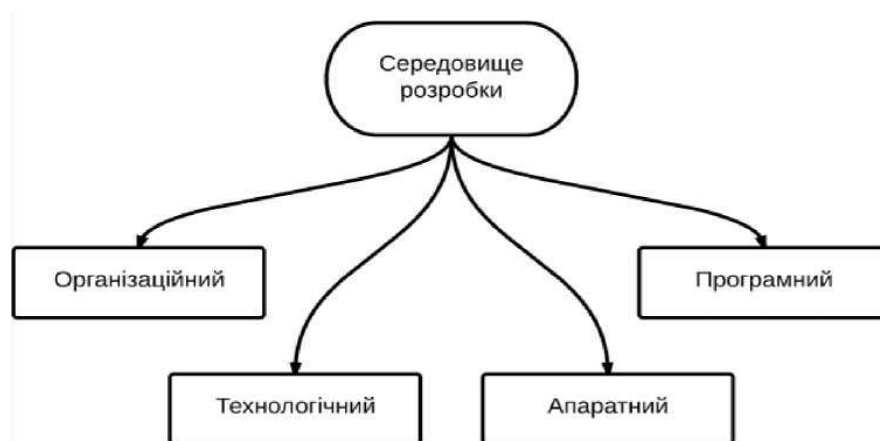 Середовище
розробки
Організаційний
Програмний
Технологічний
Апаратний